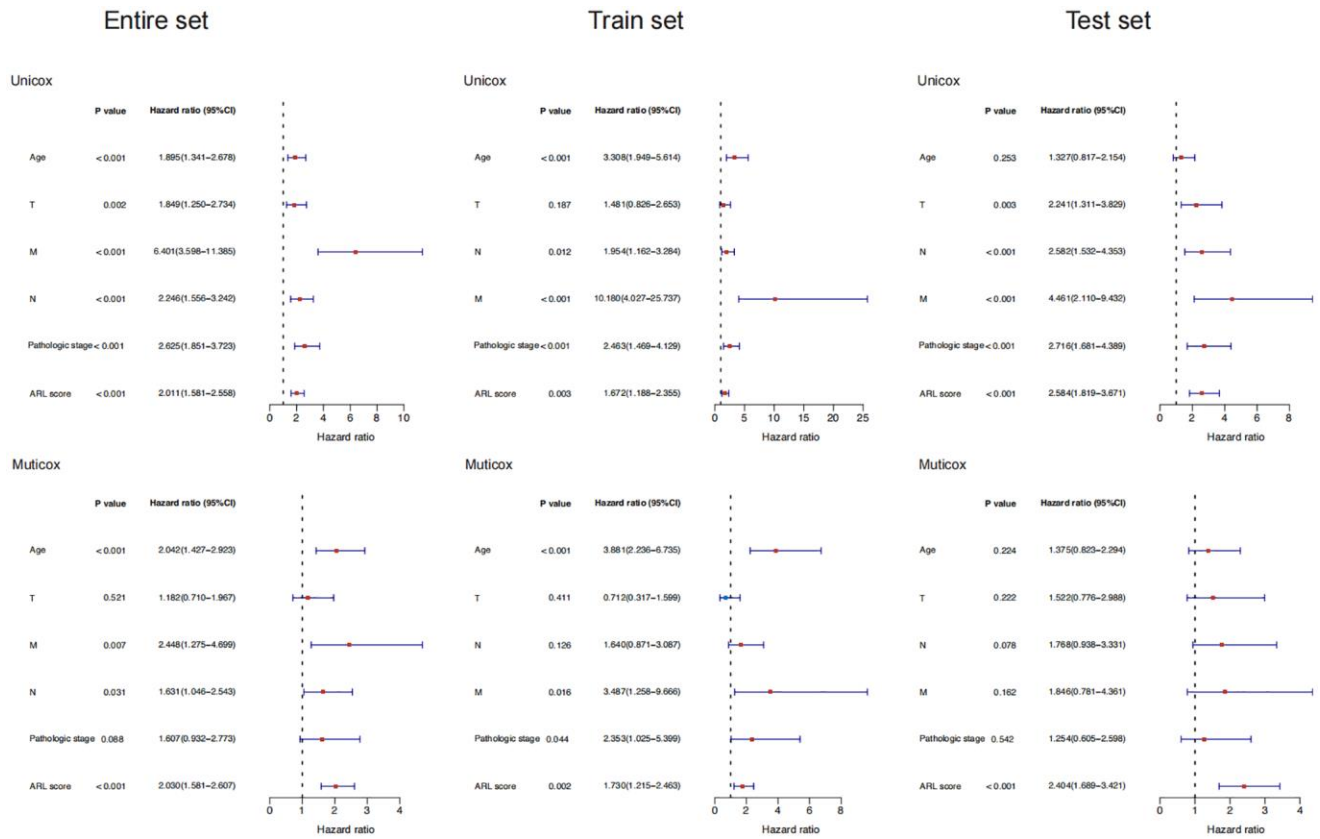 Entire set
Train set
Test set
Unicox
P value Hazard ratio (95%CI)
Age <0.001 1.895(1.341–2.678)
T 0.002 1.849(1.250–2.734)
M <0.001 6.401(3.598–11.385)
N <0.001 2.246(1.556–3.242)
Pathologic stage <0.001 2.625(1.851–3.723)
ARL score <0.001 2.011(1.581–2.558)
0 2 4 6 8 10
Hazard ratio
Unicox
P value Hazard ratio (95%CI)
Age <0.001 3.308(1.949–5.614)
T 0.187 1.481(0.826–2.653)
N 0.012 1.954(1.162–3.284)
M <0.001 10.180(4.027–25.737)
Pathologic stage <0.001 2.463(1.469–4.129)
ARL score 0.003 1.672(1.188–2.355)
0 5 10 15 20 25
Hazard ratio
Unicox
P value Hazard ratio (95%CI)
Age 0.253 1.327(0.817–2.154)
T 0.003 2.241(1.311–3.829)
N <0.001 2.582(1.532–4.353)
M <0.001 4.461(2.110–9.432)
Pathologic stage <0.001 2.716(1.681–4.389)
ARL score <0.001 2.584(1.819–3.671)
0 2 4 6 8
Hazard ratio
Muticox
P value Hazard ratio (95%CI)
Age <0.001 2.042(1.427–2.923)
T 0.521 1.182(0.710–1.967)
M 0.007 2.448(1.275–4.699)
N 0.031 1.631(1.046–2.543)
Pathologic stage 0.088 1.607(0.932–2.773)
ARL score <0.001 2.030(1.581–2.607)
0 1 2 3 4
Hazard ratio
Muticox
P value Hazard ratio (95%CI)
Age <0.001 3.881(2.236–6.735)
T 0.411 0.712(0.317–1.599)
N 0.126 1.640(0.871–3.087)
M 0.016 3.487(1.258–9.666)
Pathologic stage 0.044 2.353(1.025–5.399)
ARL score 0.002 1.730(1.215–2.463)
0 2 4 6 8
Hazard ratio
Muticox
P value Hazard ratio (95%CI)
Age 0.224 1.375(0.823–2.294)
T 0.222 1.522(0.776–2.988)
N 0.078 1.768(0.938–3.331)
M 0.162 1.846(0.781–4.361)
Pathologic stage 0.542 1.254(0.605–2.598)
ARL score <0.001 2.404(1.689–3.421)
0 1 2 3 4
Hazard ratio